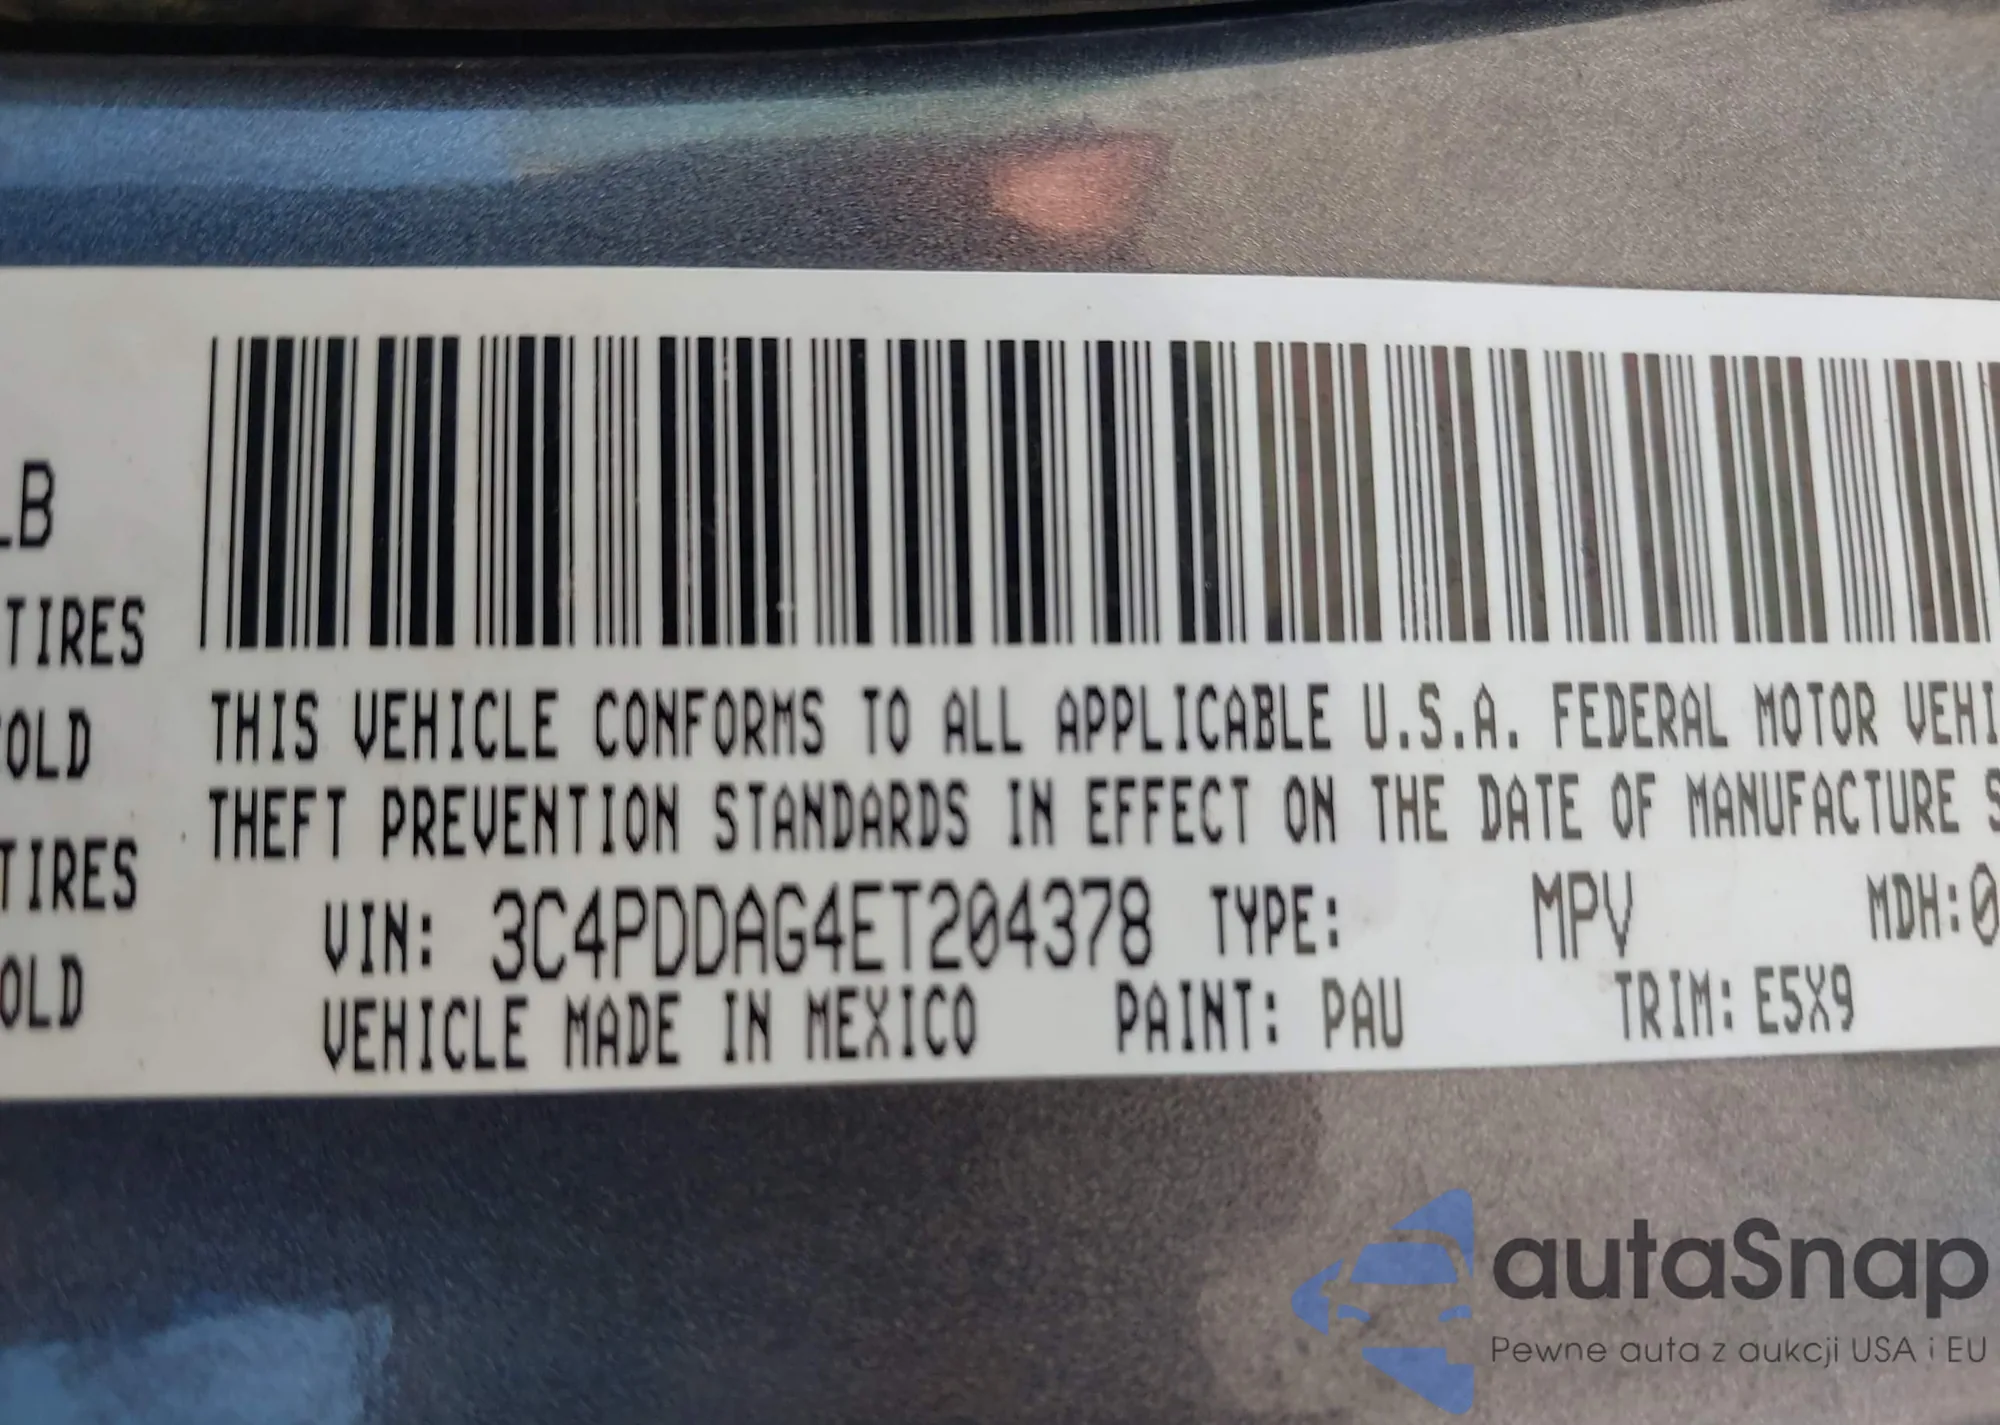 LB
TIRES
THIS VEHICLE CONFORMS TO ALL APPLICABLE U.S.A. FEDERAL MOTOR VEHI
OLD
THEFT PREVENTION STANDARDS IN EFFECT ON THE DATE OF MANUFACTURE S
TIRES
VIN: 3C4PDDAG4ET204378 TYPE: MPV MDH:0
OLD
VEHICLE MADE IN MEXICO PAINT: PAU TRIM: E5X9
autaSnap
Pewne auta z aukcji USA i EU